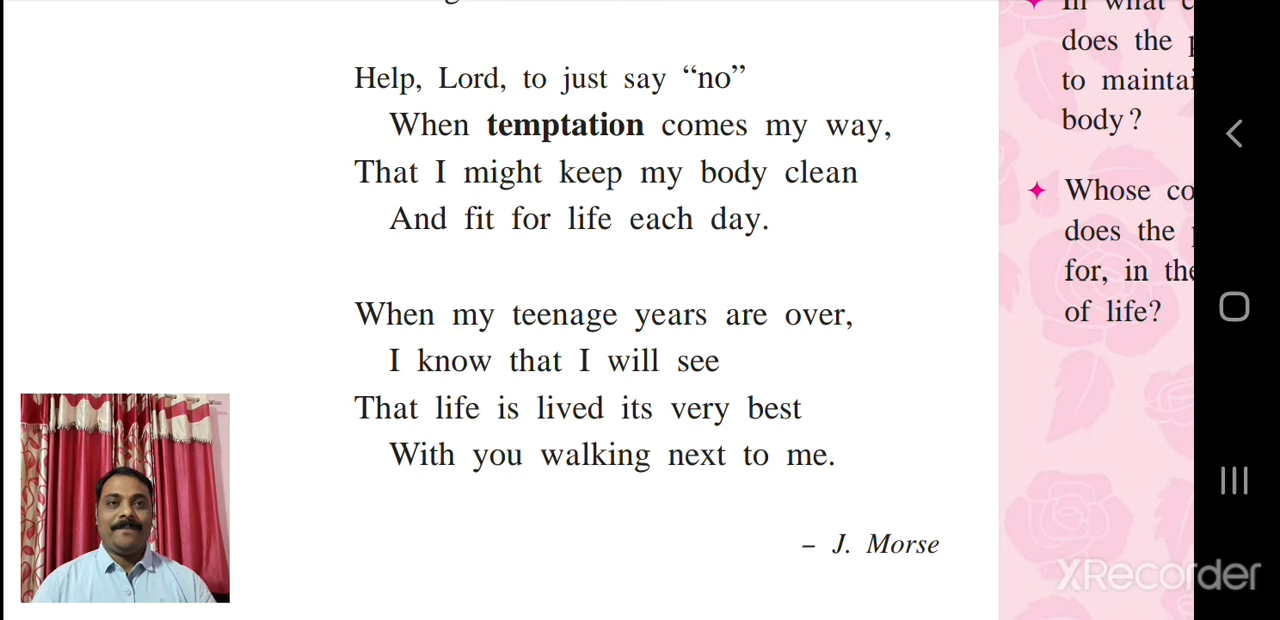 Help, Lord, to just say “no”
When temptation comes my way,
That I might keep my body clean
And fit for life each day.
When my teenage years are over,
I know that I will see
That life is lived its very best
With you walking next to me.
– J. Morse
In what
does the
to
body?
Whose
does the
for, in
of life?
XRecorder